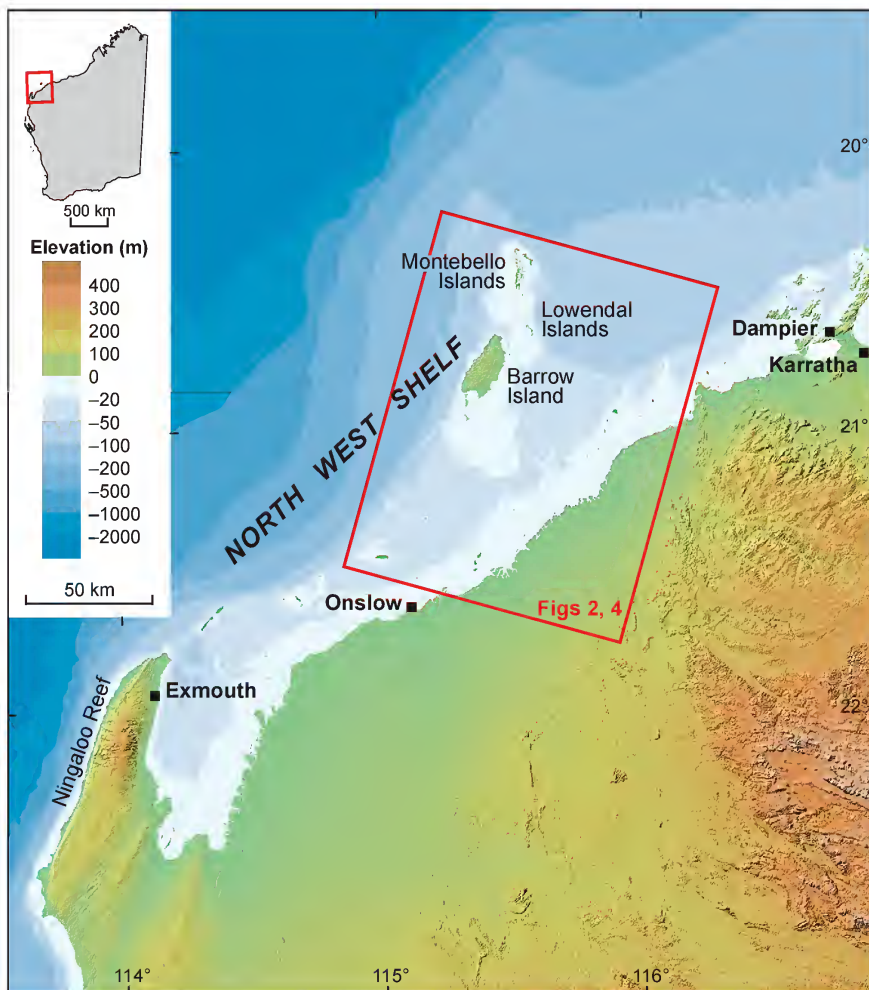 500 km
Elevation (m)
400
300
200
100
0
–20
–50
–100
–200
–500
–1000
–2000
50 km
20°
Montebello
Islands
Lowendal
Islands
Dampier
Karratha
Barrow
Island
21°
NORTH WEST SHELF
Onslow
Figs 2, 4
Exmouth
22°
Ningaloo Reef
114°
115°
116°